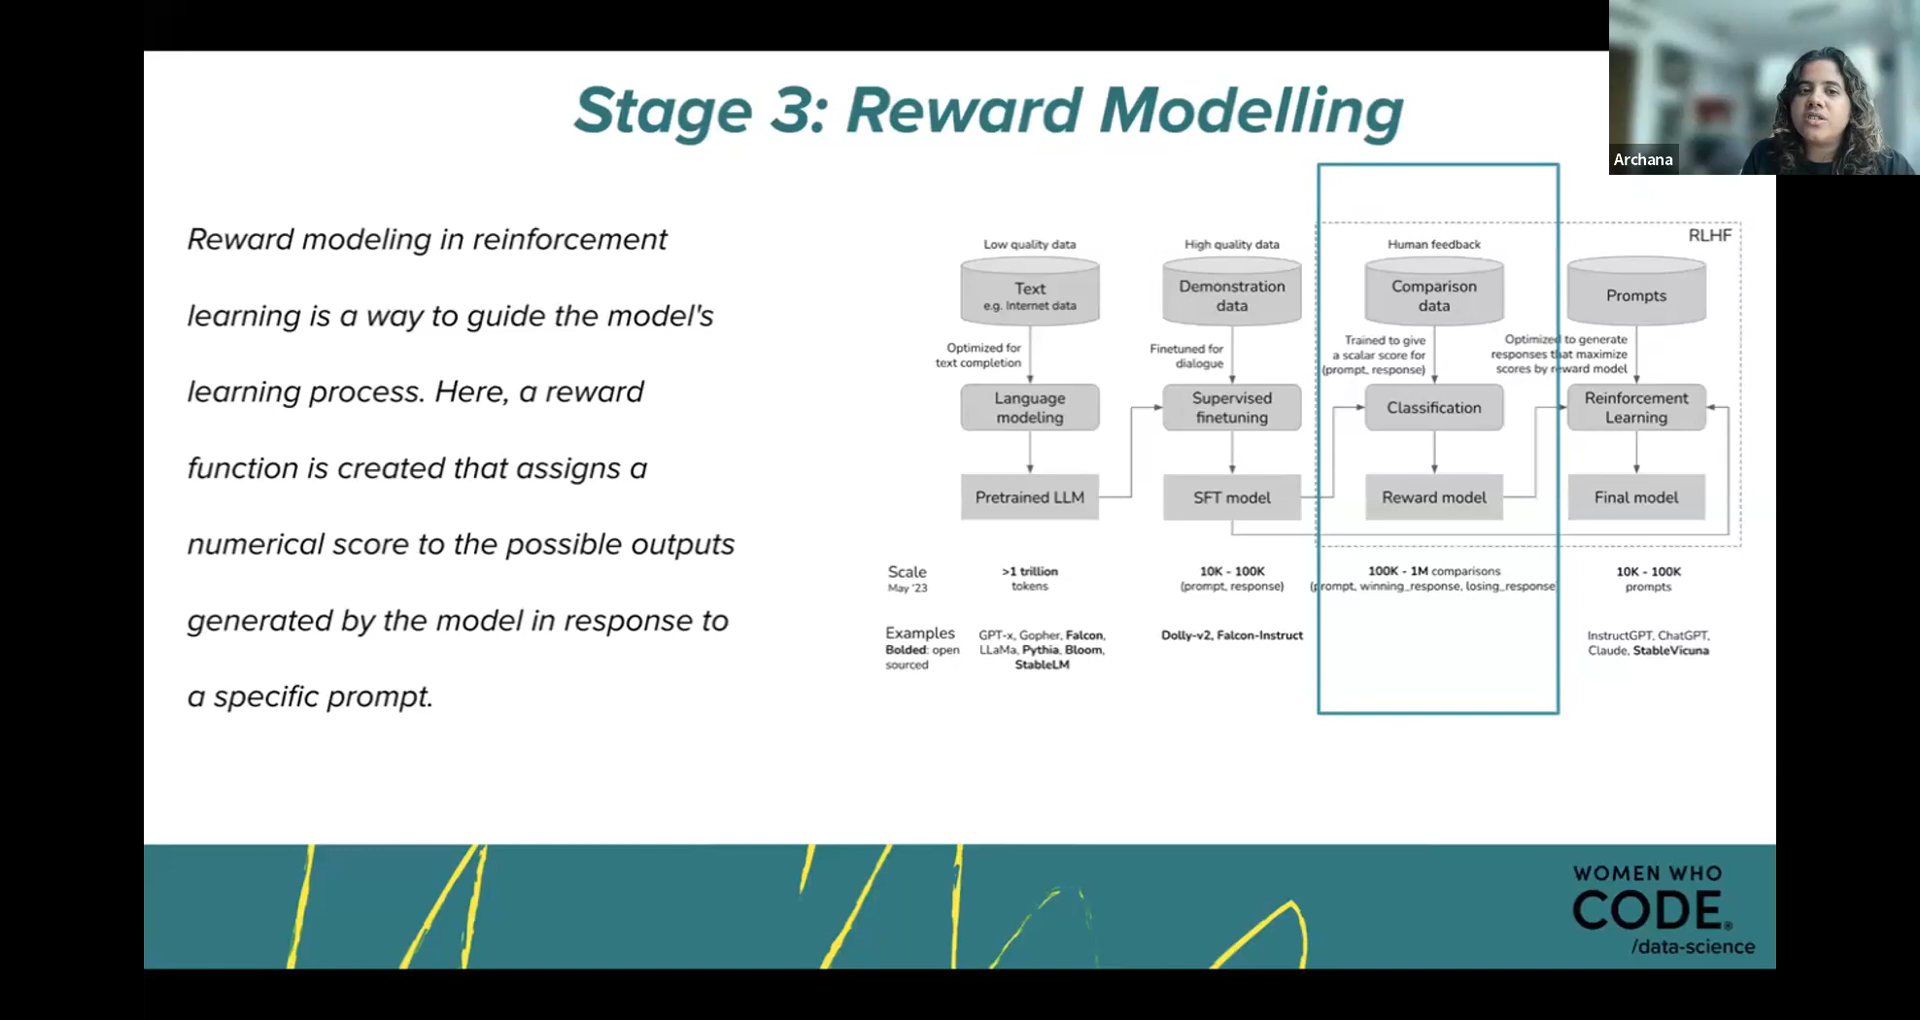 Stage 3: Reward Modelling
Archana
Reward modeling in reinforcement
learning is a way to guide the model's
learning process. Here, a reward
function is created that assigns a
numerical score to the possible outputs
generated by the model in response to
a specific prompt.
RLHF
Low quality data
High quality data
Human feedback
Text
e.g. Internet data
Demonstration
data
Comparison
data
Prompts
Optimized for
text completion
Finetuned for
dialogue
Trained to give
a scalar score for
(prompt, response)
Optimized to generate
responses that maximize
scores by reward model
Language
modeling
Supervised
finetuning
Classification
Reinforcement
Learning
Pretrained LLM
SFT model
Reward model
Final model
Scale
May '23
>1 trillion
tokens
10K - 100K
(prompt, response)
100K - 1M comparisons
(prompt, winning_response, losing_response
10K - 100K
prompts
Examples
Bolded: open
sourced
GPT-x, Gopher, Falcon,
LLaMa, Pythia, Bloom,
StableLM
Dolly-v2, Falcon-Instruct
InstructGPT, ChatGPT,
Claude, StableVicuna
WOMEN WHO
CODE®
/data-science